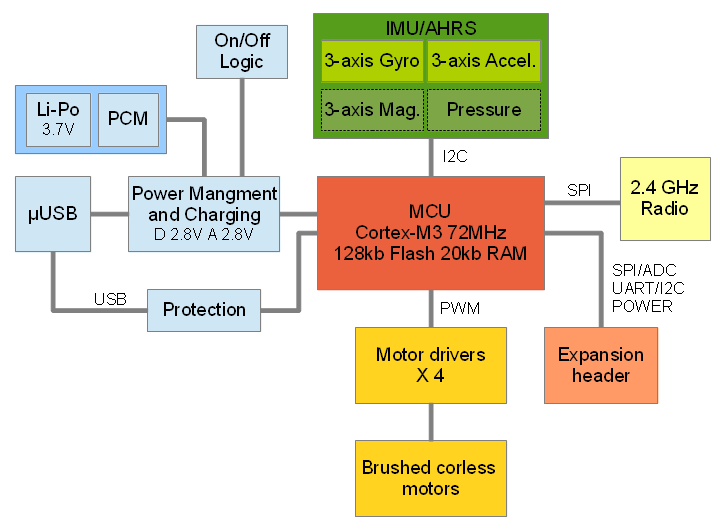 On/Off
Logic
IMU/AHRS
3-axis Gyro
3-axis Accel.
3-axis Mag.
Pressure
Li-Po
3.7V
PCM
I2C
µUSB
Power Mangment
and Charging
D 2.8V A 2.8V
MCU
Cortex-M3 72MHz
128kb Flash 20kb RAM
SPI
2.4 GHz
Radio
USB
Protection
PWM
SPI/ADC
UART/I2C
POWER
Motor drivers
X 4
Expansion
header
Brushed corless
motors